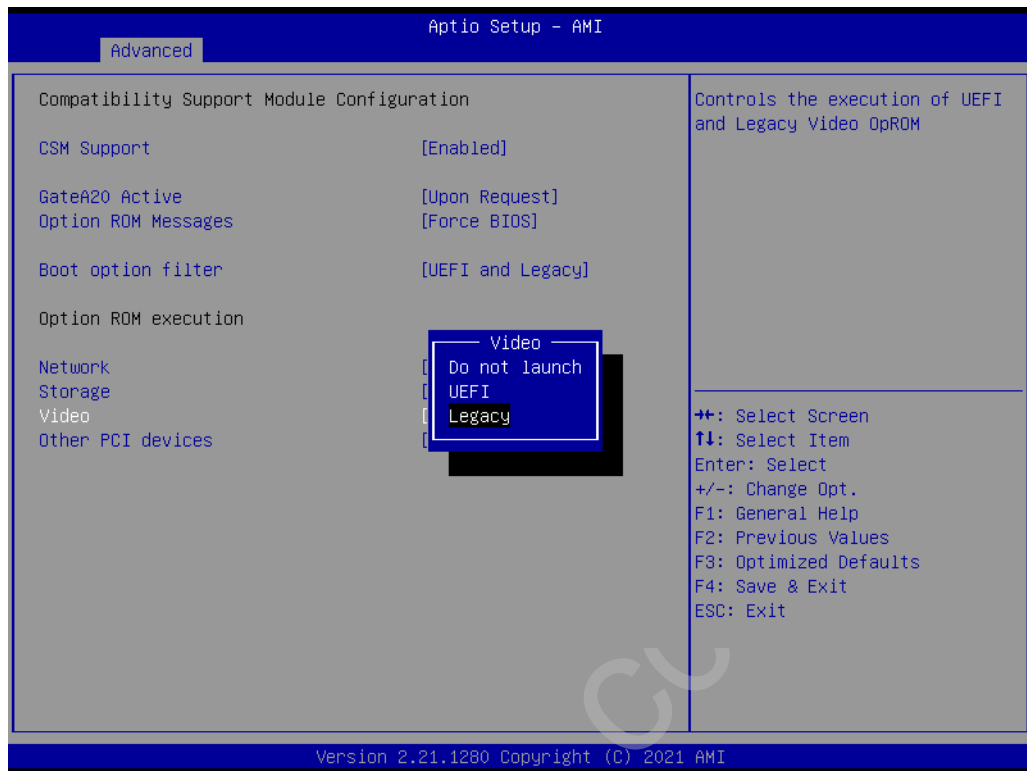 Aptio Setup – AMI
Advanced
Compatibility Support Module Configuration
CSM Support [Enabled]
GateA20 Active [Upon Request]
Option ROM Messages [Force BIOS]
Boot option filter [UEFI and Legacy]
Option ROM execution
Network [
Storage [
Video [
Other PCI devices [
Video
Do not launch
UEFI
Legacy
Controls the execution of UEFI
and Legacy Video OpROM
→←: Select Screen
↑↓: Select Item
Enter: Select
+/-: Change Opt.
F1: General Help
F2: Previous Values
F3: Optimized Defaults
F4: Save & Exit
ESC: Exit
Version 2.21.1280 Copyright (C) 2021 AMI